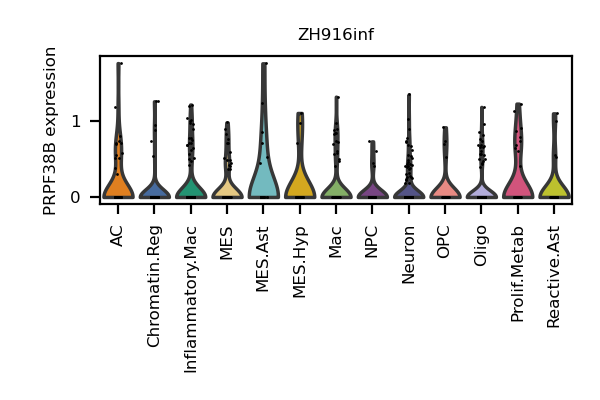 ZH916inf
PRPF38B expression
1
0
AC
Chromatin.Reg
Inflammatory.Mac
MES
MES.Ast
MES.Hyp
Mac
NPC
Neuron
OPC
Oligo
Prolif.Metab
Reactive.Ast